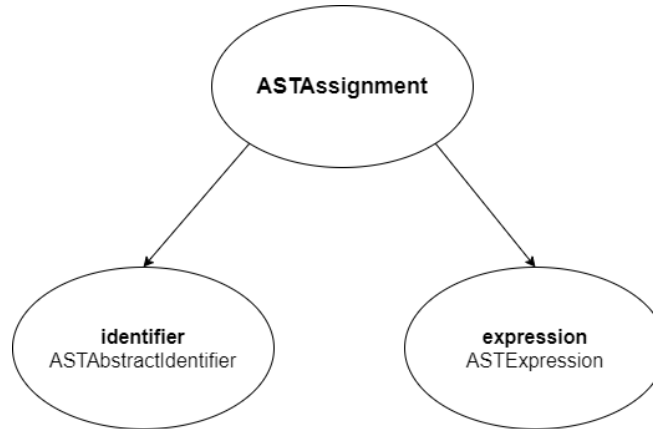 ASTAssignment
identifier
ASTAbstractIdentifier
expression
ASTExpression